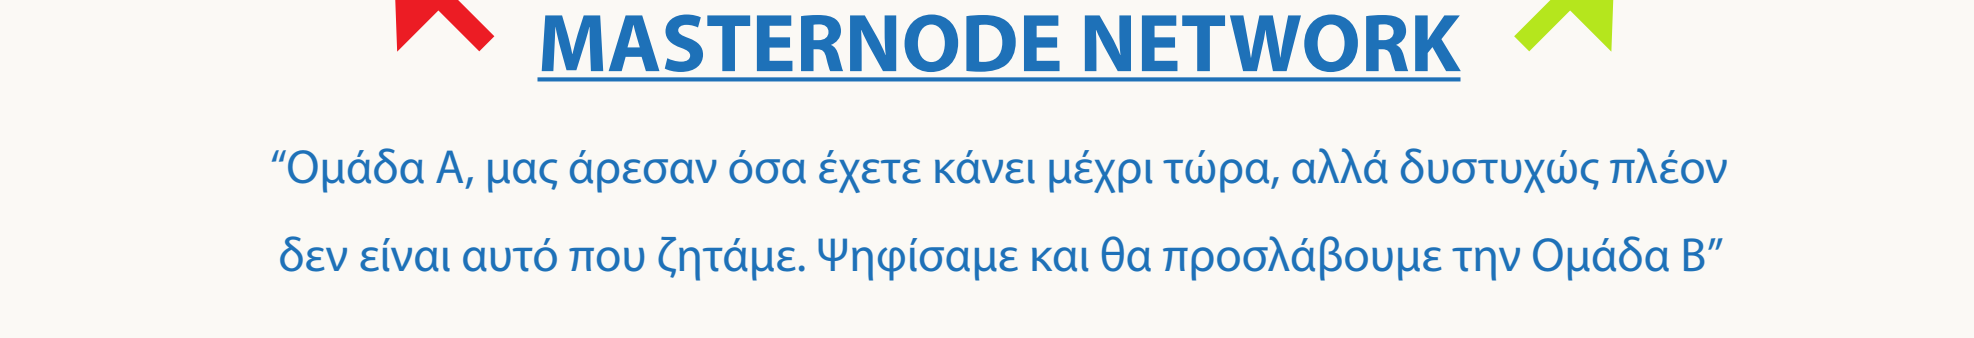 MASTERNODE NETWORK
“Ομάδα Α, μας άρεσαν όσα έχετε κάνει μέχρι τώρα, αλλά δυστυχώς πλέον
δεν είναι αυτό που ζητάμε. Ψηφίσαμε και θα προσλάβουμε την Ομάδα Β”